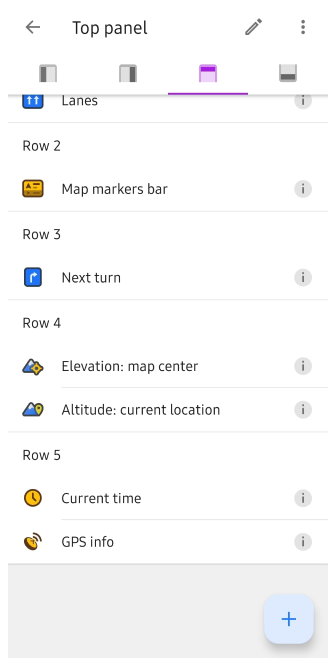 Top panel
Lanes
Row 2
Map markers bar
Row 3
Next turn
Row 4
Elevation: map center
Altitude: current location
Row 5
Current time
GPS info